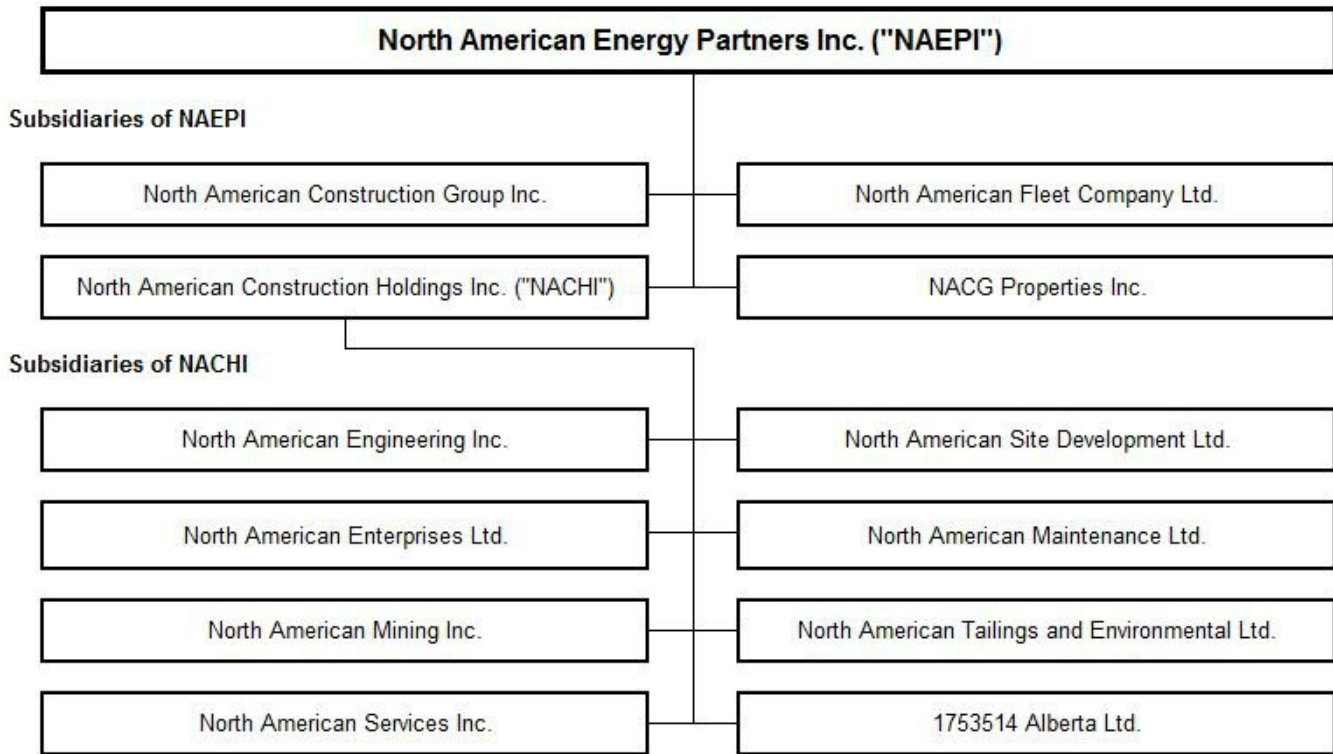 North American Energy Partners Inc. ("NAEPI")
Subsidiaries of NAEPI
North American Construction Group Inc.
North American Fleet Company Ltd.
North American Construction Holdings Inc. ("NACHI")
NACG Properties Inc.
Subsidiaries of NACHI
North American Engineering Inc.
North American Site Development Ltd.
North American Enterprises Ltd.
North American Maintenance Ltd.
North American Mining Inc.
North American Tailings and Environmental Ltd.
North American Services Inc.
1753514 Alberta Ltd.